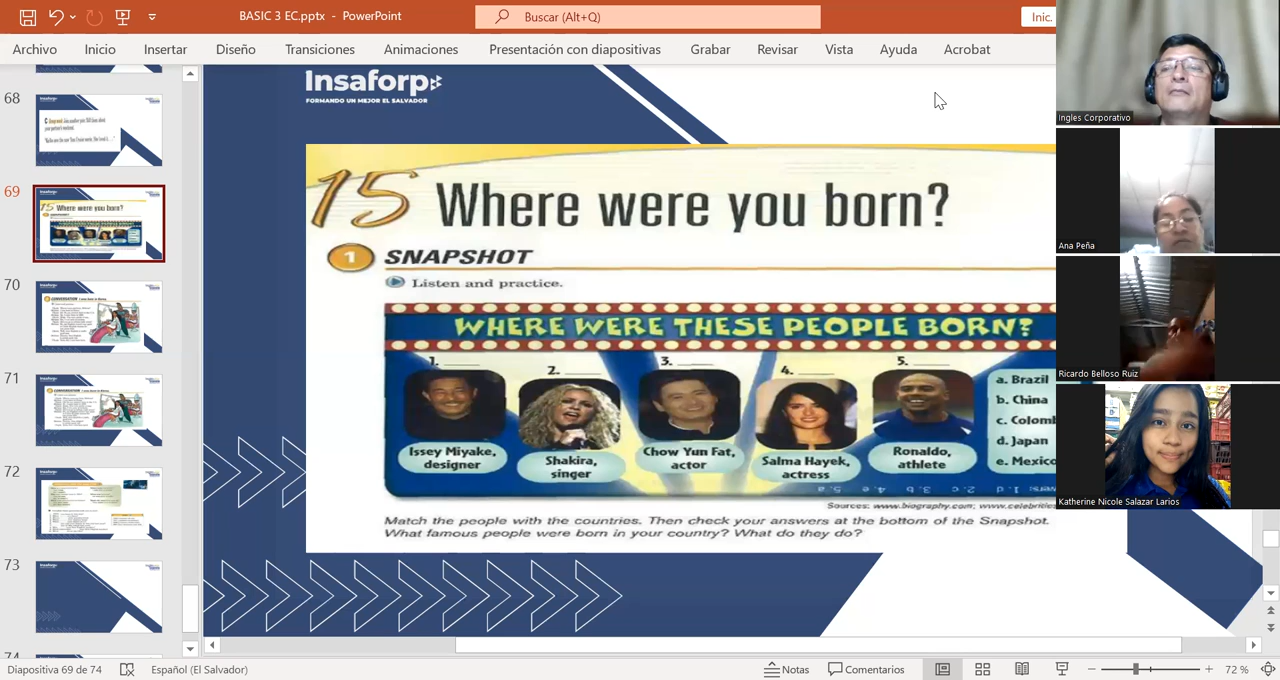 BASIC 3 EC.pptx - PowerPoint
Buscar (Alt+Q)
Inic.
Archivo Inicio Insertar Diseño Transiciones Animaciones Presentación con diapositivas Grabar Revisar Vista Ayuda Acrobat
68
69
70
71
72
73
74
Insaforp
FORMANDO UN MEJOR EL SALVADOR
15 Where were you born?
1 SNAPSHOT
Listen and practice.
WHERE WERE THESE PEOPLE BORN?
1. 2. 3. 4. 5.
Issey Miyake, designer
Shakira, singer
Chow Yun Fat, actor
Salma Hayek, actress
Ronaldo, athlete
a. Brazil
b. China
c. Colom
d. Japan
e. Mexico
Sources: www.biography.com; www.celebrities
Match the people with the countries. Then check your answers at the bottom of the Snapshot.
What famous people were born in your country? What do they do?
Ingles Corporativo
Ana Peña
Ricardo Belloso Ruiz
Katherine Nicole Salazar Larios
Diapositiva 69 de 74 Español (El Salvador) Notas Comentarios 72 %